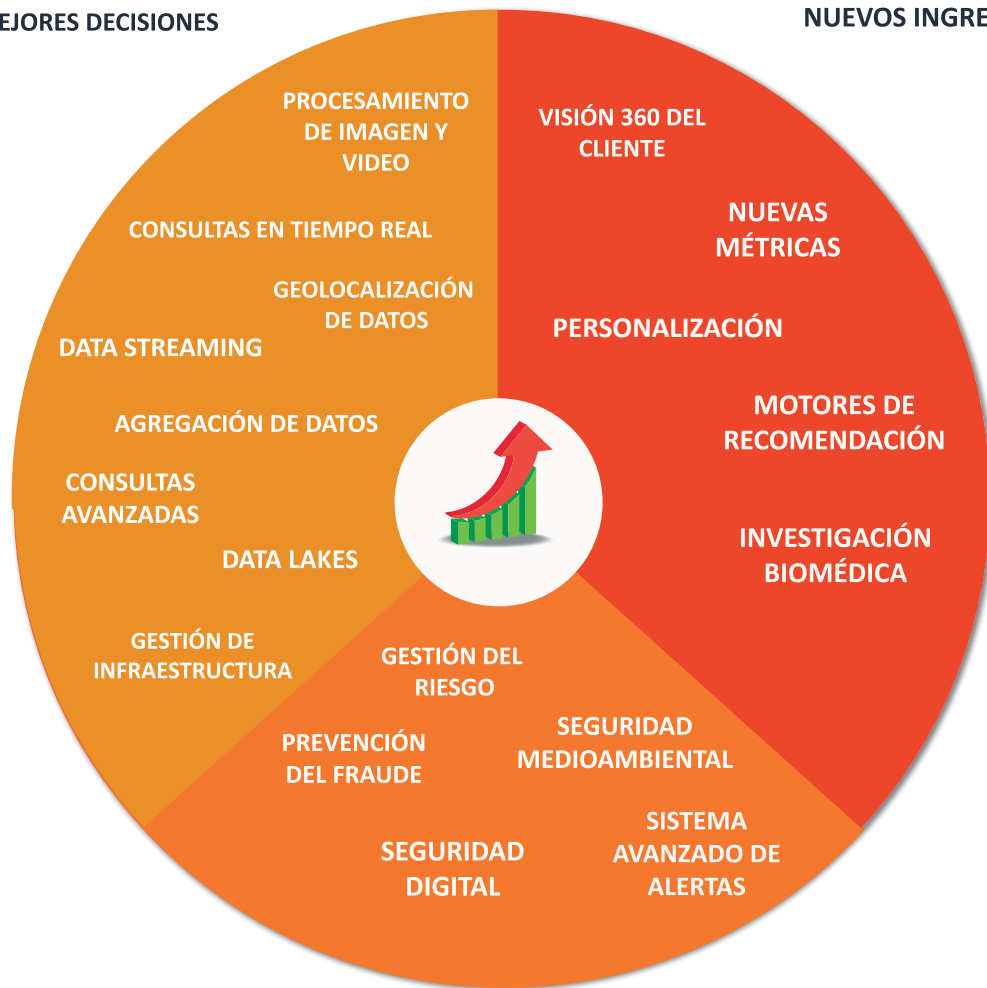 EJORES DECISIONES
NUEVOS INGRE
PROCESAMIENTO
DE IMAGEN Y
VIDEO
CONSULTAS EN TIEMPO REAL
GEOLOCALIZACIÓN
DE DATOS
DATA STREAMING
AGREGACIÓN DE DATOS
CONSULTAS
AVANZADAS
DATA LAKES
GESTIÓN DE
INFRAESTRUCTURA
VISIÓN 360 DEL
CLIENTE
NUEVAS
MÉTRICAS
PERSONALIZACIÓN
MOTORES DE
RECOMENDACIÓN
INVESTIGACIÓN
BIOMÉDICA
GESTIÓN DEL
RIESGO
PREVENCIÓN
DEL FRAUDE
SEGURIDAD
MEDIOAMBIENTAL
SEGURIDAD
DIGITAL
SISTEMA
AVANZADO DE
ALERTAS